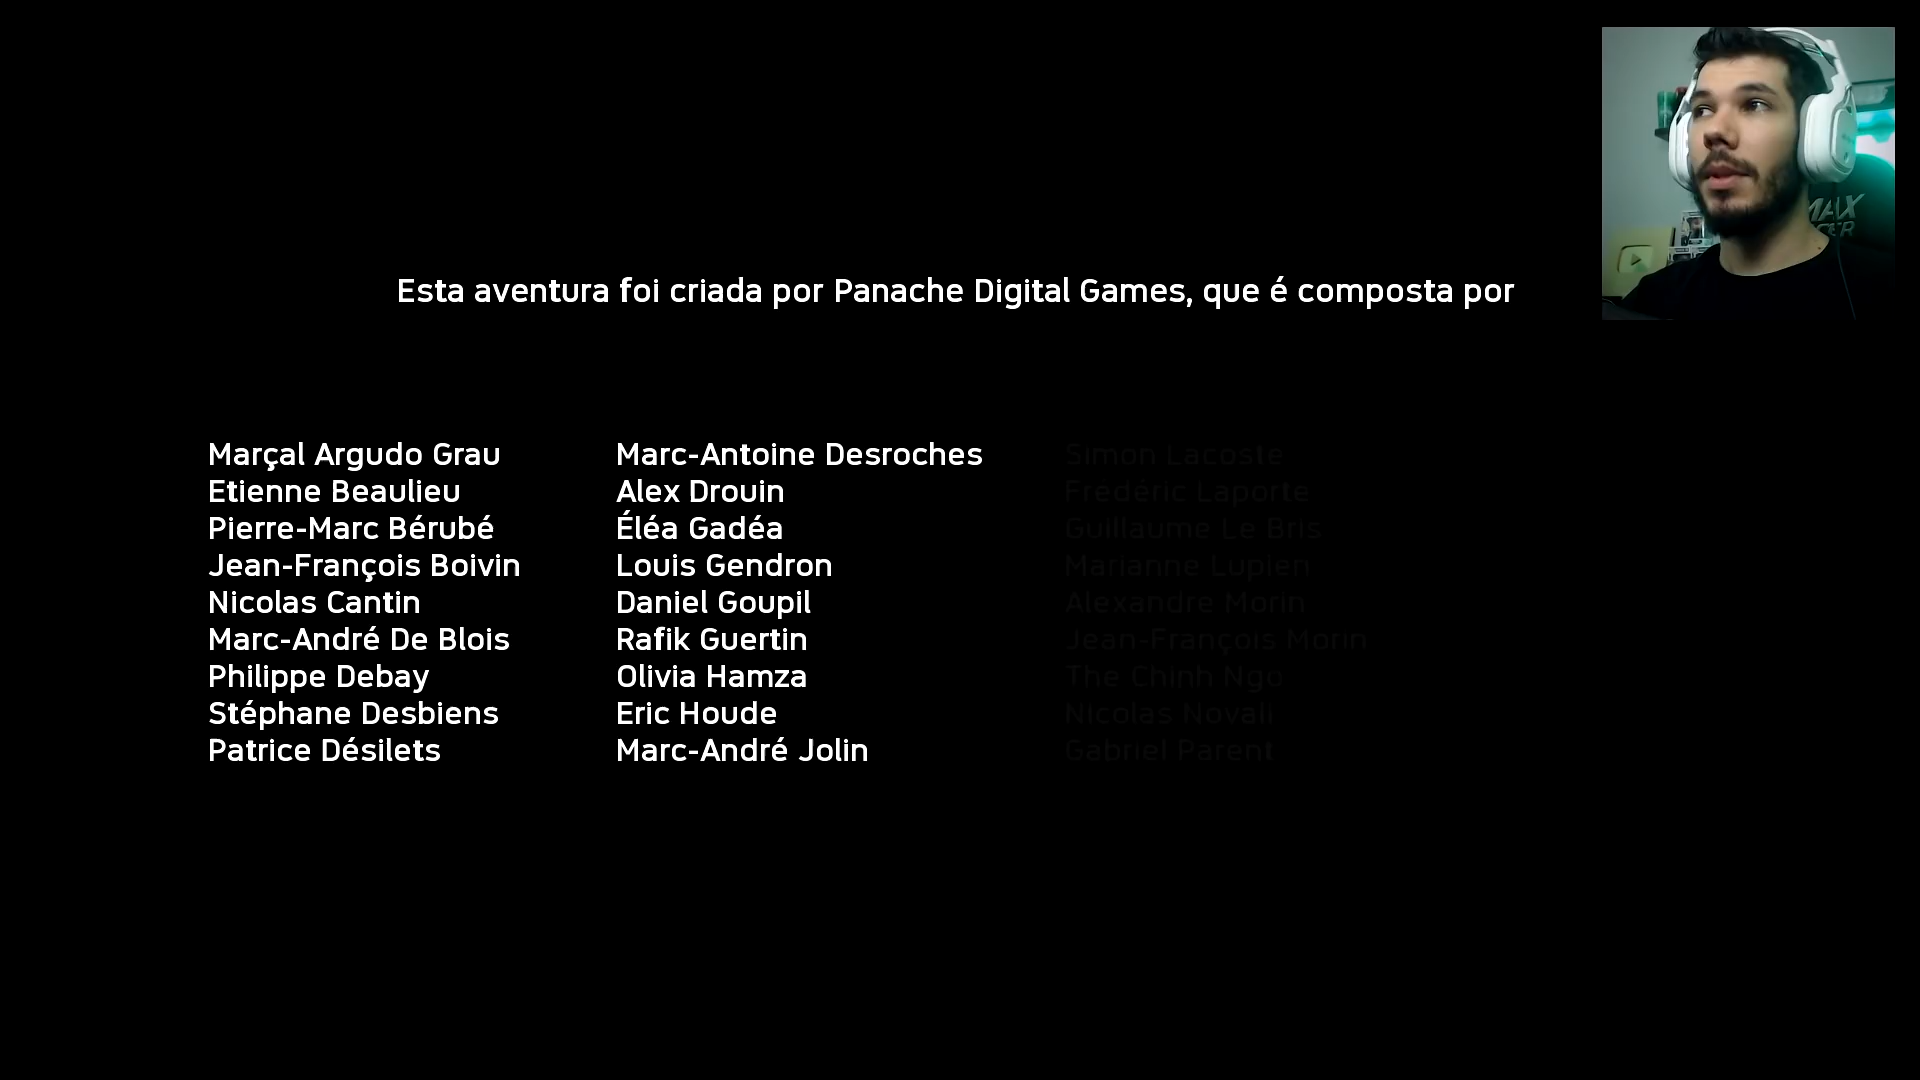 Esta aventura foi criada por Panache Digital Games, que é composta por
Marçal Argudo Grau
Etienne Beaulieu
Pierre-Marc Bérubé
Jean-François Boivin
Nicolas Cantin
Marc-André De Blois
Philippe Debay
Stéphane Desbiens
Patrice Désilets
Marc-Antoine Desroches
Alex Drouin
Éléa Gadéa
Louis Gendron
Daniel Goupil
Rafik Guertin
Olivia Hamza
Eric Houde
Marc-André Jolin
Simon Lacoste
Frédéric Laporte
Guillaume Le Bris
Marianne Lupien
Alexandre Morin
Jean-François Morin
The Chinh Ngo
Nicolas Novali
Gabriel Parent